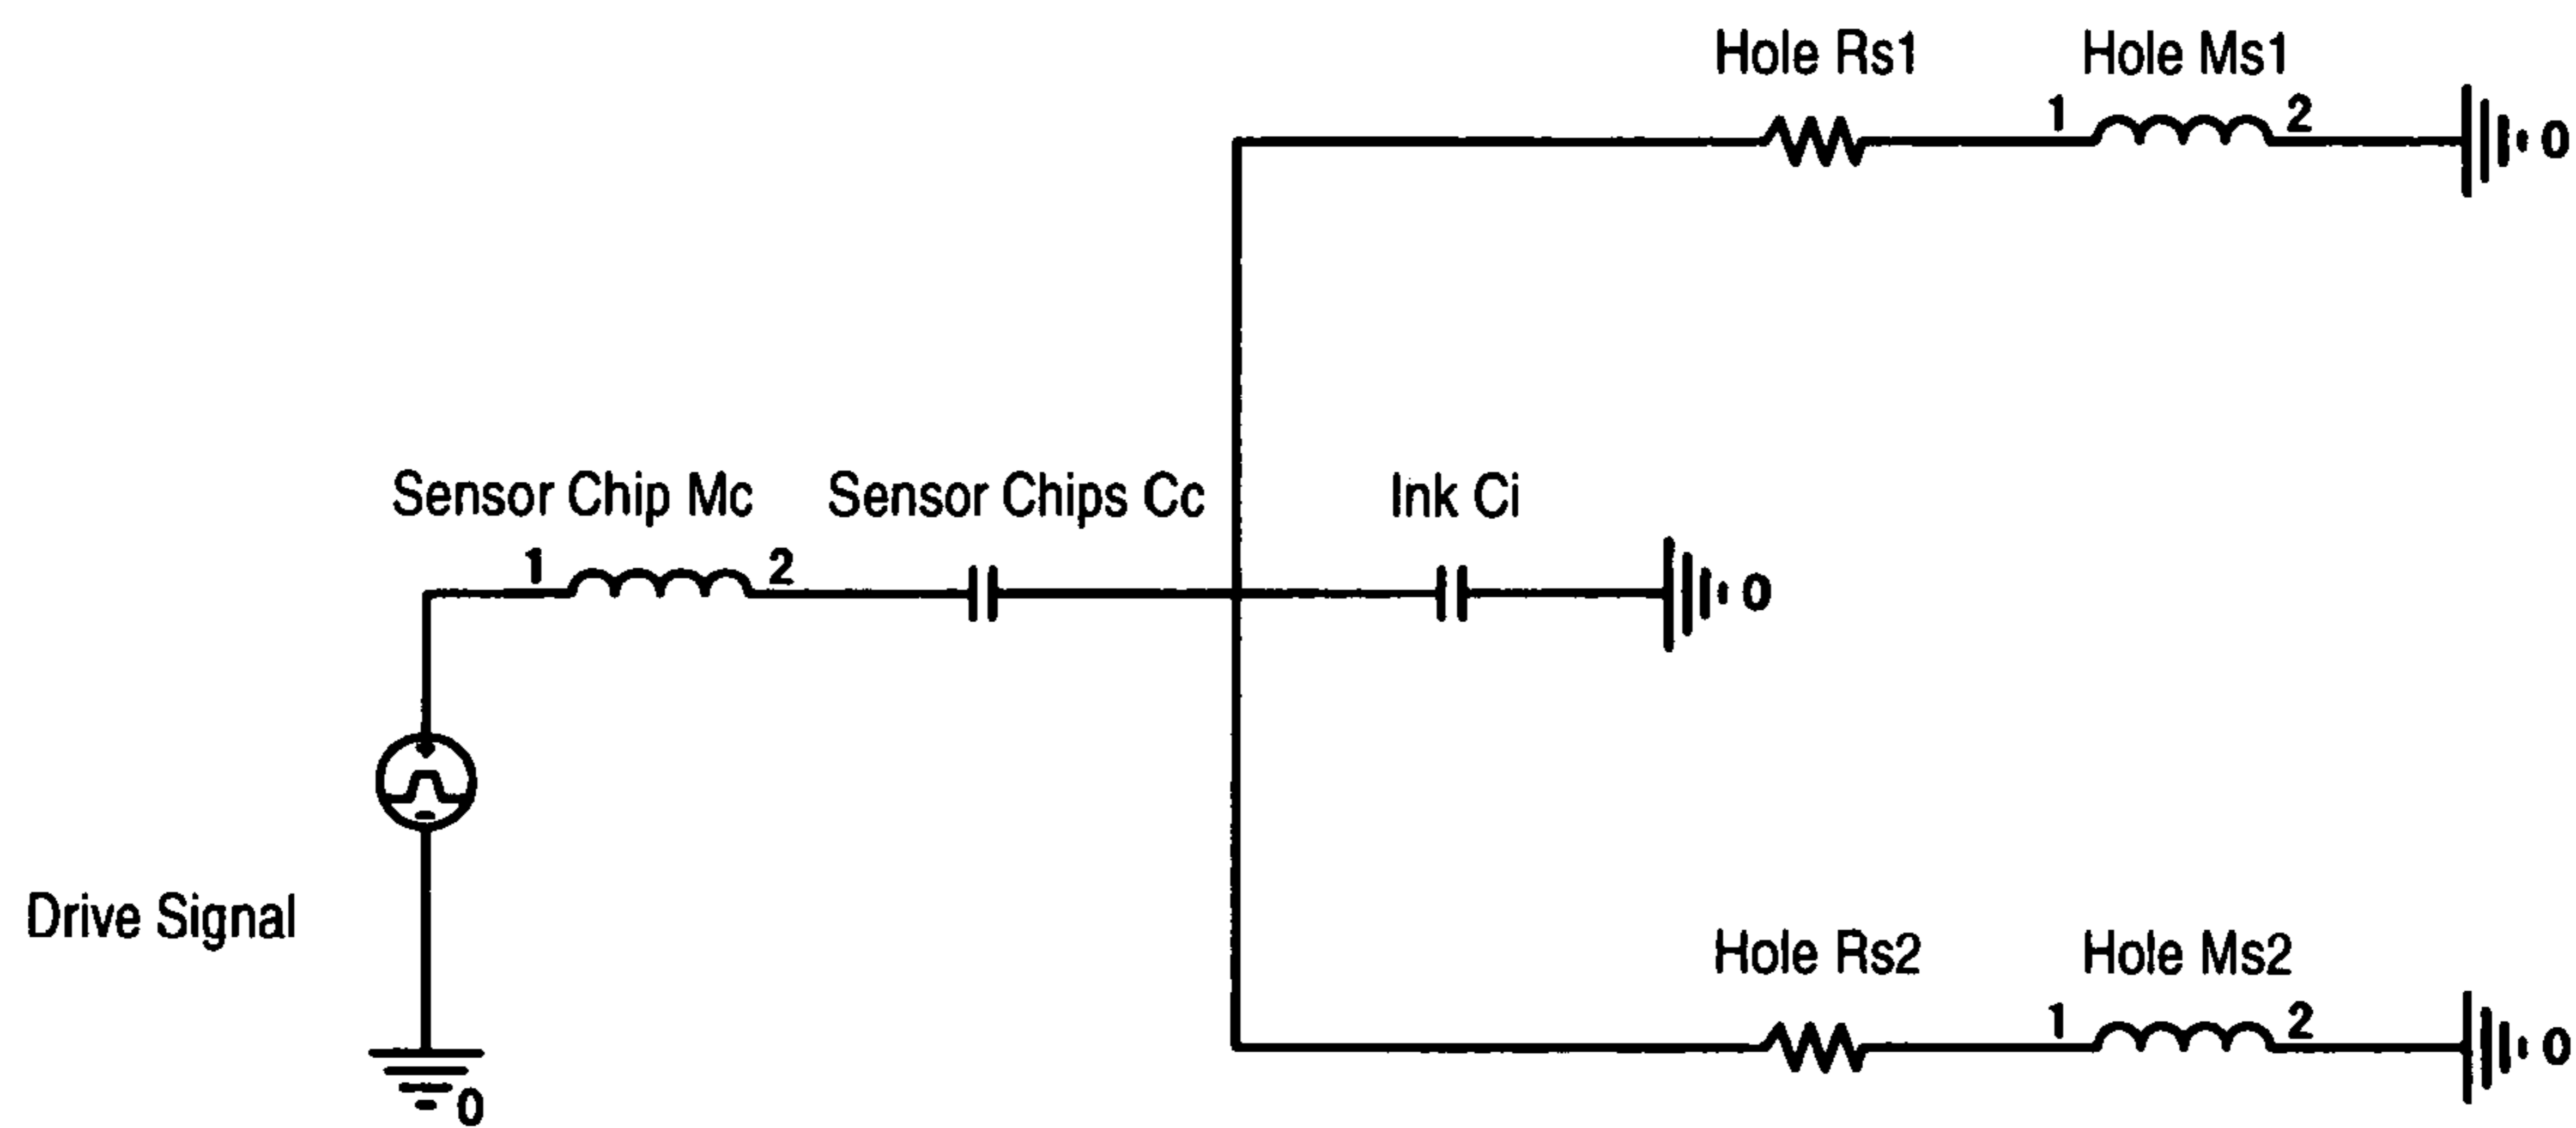 Hole Rs1 Hole Ms1
1 2 0
Sensor Chip Mc Sensor Chips Cc Ink Ci
1 2 0
Drive Signal
0
Hole Rs2 Hole Ms2
1 2 0